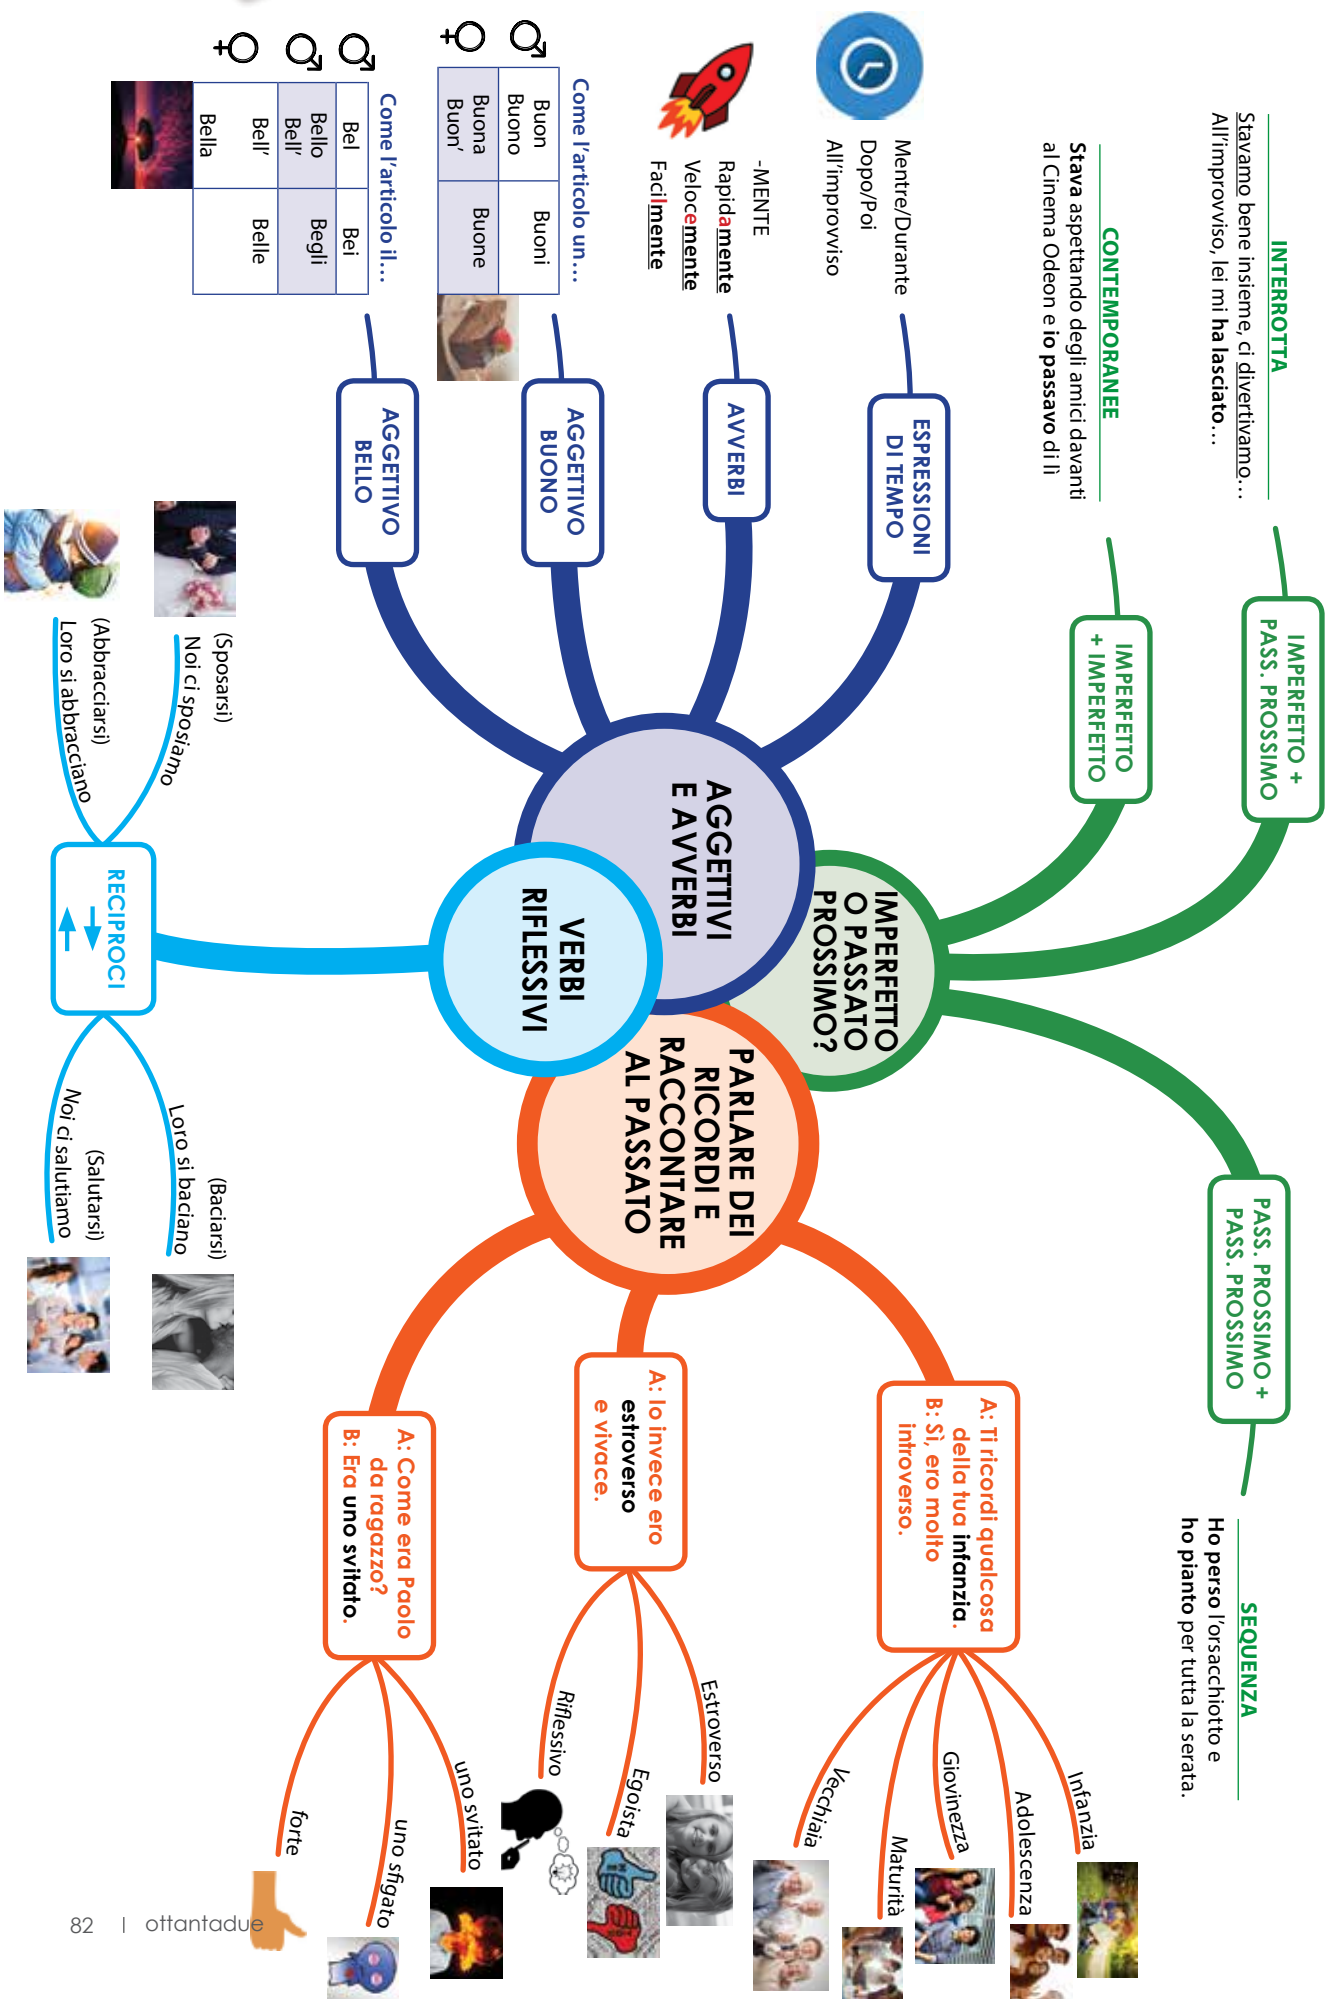 INTERROTTA
Stavamo bene insieme, ci divertivamo…
All'improvviso, lei mi ha lasciato…
IMPERFETTO +
PASS. PROSSIMO
CONTEMPORANEE
Stava aspettando degli amici davanti
al Cinema Odeon e io passavo di lì
IMPERFETTO
+ IMPERFETTO
PASS. PROSSIMO +
PASS. PROSSIMO
SEQUENZA
Ho perso l'orsacchiotto e
ho pianto per tutta la serata.
IMPERFETTO
O PASSATO
PROSSIMO?
Mentre/Durante
Dopo/Poi
All'improvviso
ESPRESSIONI
DI TEMPO
-MENTE
Rapidamente
Velocemente
Facilmente
AVVERBI
Come l'articolo un…
Buon
Buono
Buoni
Buona
Buon'
Buone
AGGETTIVO
BUONO
Come l'articolo il…
Bel
Bei
Bello
Bell'
Begli
Bell'
Bella
Belle
AGGETTIVO
BELLO
AGGETTIVI
E AVVERBI
PARLARE DEI
RICORDI E
RACCONTARE
AL PASSATO
A: Ti ricordi qualcosa
della tua infanzia.
B: Sì, ero molto
introverso.
Infanzia
Adolescenza
Giovinezza
Maturità
Vecchiaia
A: Io invece ero
estroverso
e vivace.
Estroverso
Egoista
Riflessivo
A: Come era Paolo
da ragazzo?
B: Era uno svitato.
uno svitato
uno sfigato
forte
VERBI
RIFLESSIVI
RECIPROCI
(Sposarsi)
Noi ci sposiamo
(Abbracciarsi)
Loro si abbracciano
(Baciarsi)
Loro si baciano
(Salutarsi)
Noi ci salutiamo
82 | ottantadue